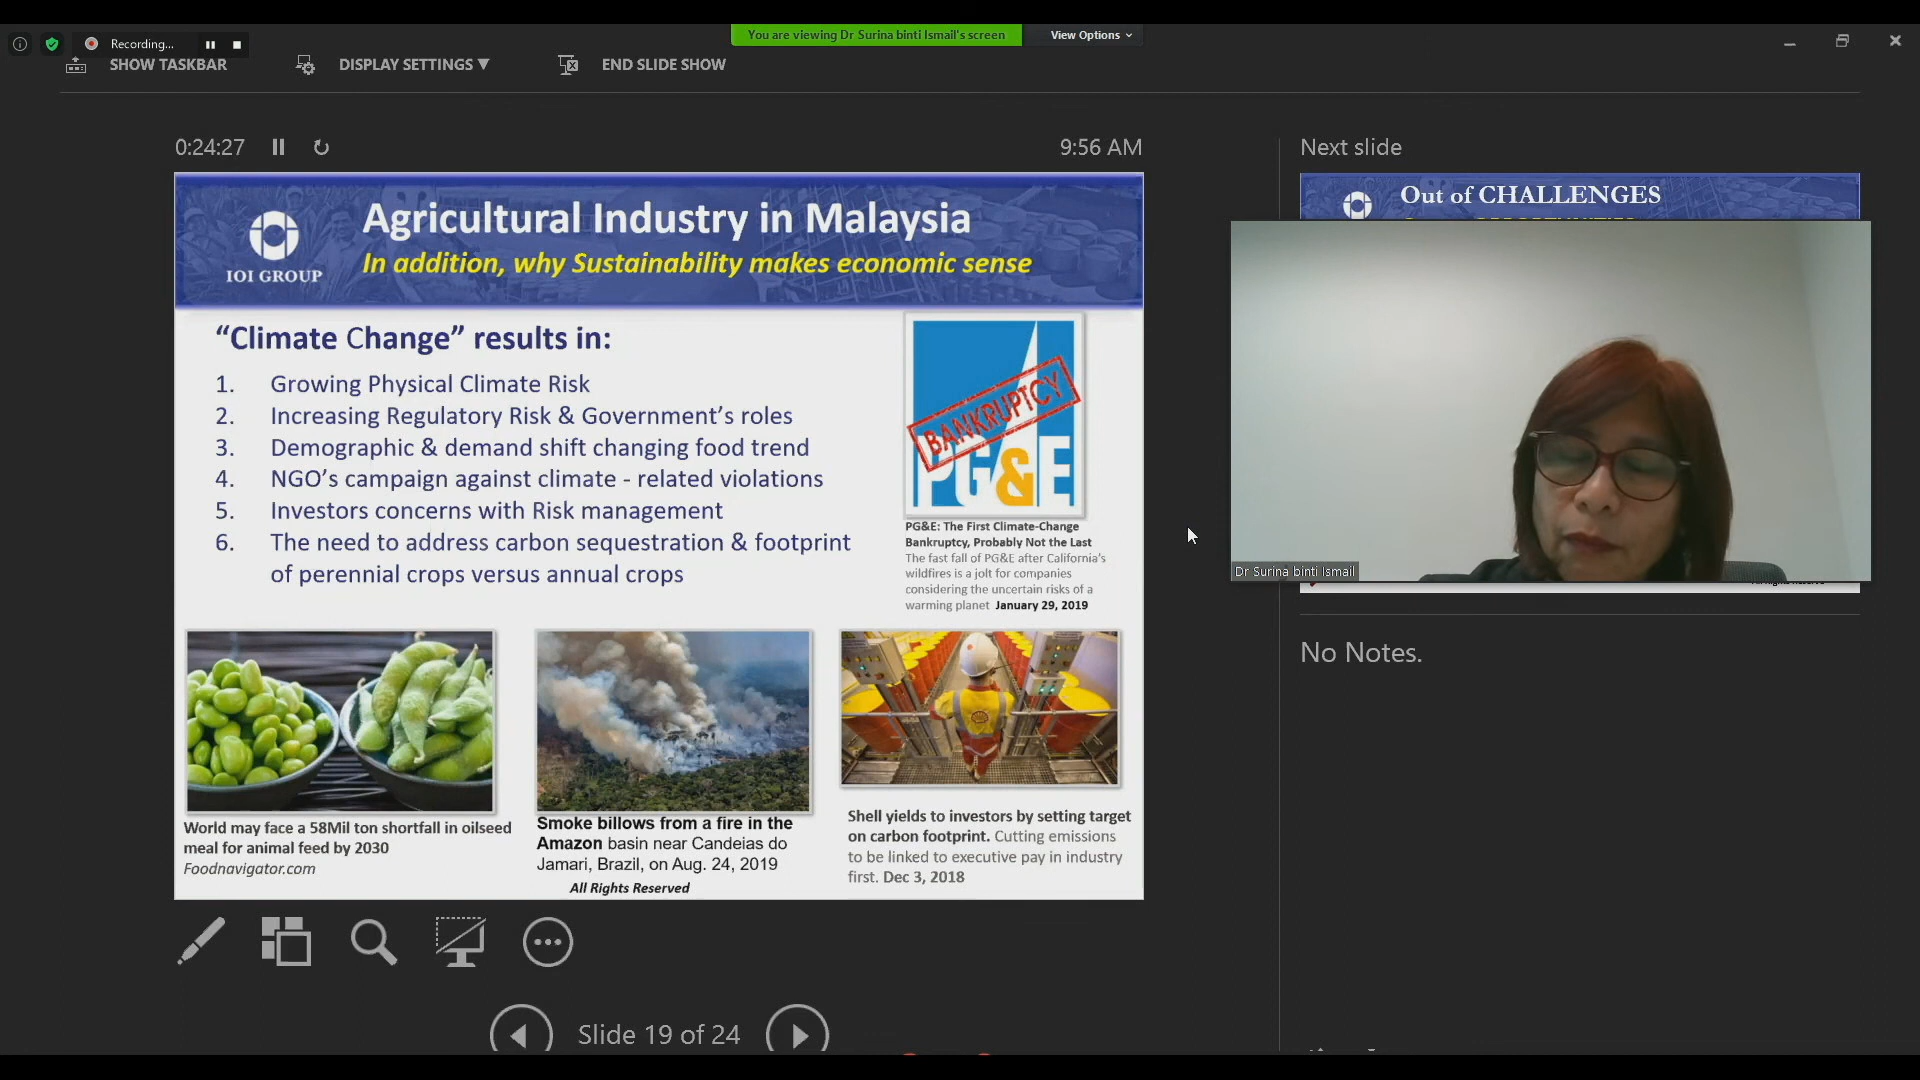 Recording...
You are viewing Dr Surina binti Ismail's screen
View Options
SHOW TASKBAR
DISPLAY SETTINGS
END SLIDE SHOW
0:24:27
9:56 AM
Next slide
IOI GROUP
Agricultural Industry in Malaysia
In addition, why Sustainability makes economic sense
“Climate Change” results in:
1. Growing Physical Climate Risk
2. Increasing Regulatory Risk & Government’s roles
3. Demographic & demand shift changing food trend
4. NGO’s campaign against climate - related violations
5. Investors concerns with Risk management
6. The need to address carbon sequestration & footprint
of perennial crops versus annual crops
BANKRUPTCY
PG&E
PG&E: The First Climate-Change
Bankruptcy, Probably Not the Last
The fast fall of PG&E after California’s
wildfires is a jolt for companies
considering the uncertain risks of a
warming planet January 29, 2019
World may face a 58Mil ton shortfall in oilseed
meal for animal feed by 2030
Foodnavigator.com
Smoke billows from a fire in the
Amazon basin near Candeias do
Jamari, Brazil, on Aug. 24, 2019
All Rights Reserved
Shell yields to investors by setting target
on carbon footprint. Cutting emissions
to be linked to executive pay in industry
first. Dec 3, 2018
Out of CHALLENGES
Dr Surina binti Ismail
No Notes.
Slide 19 of 24